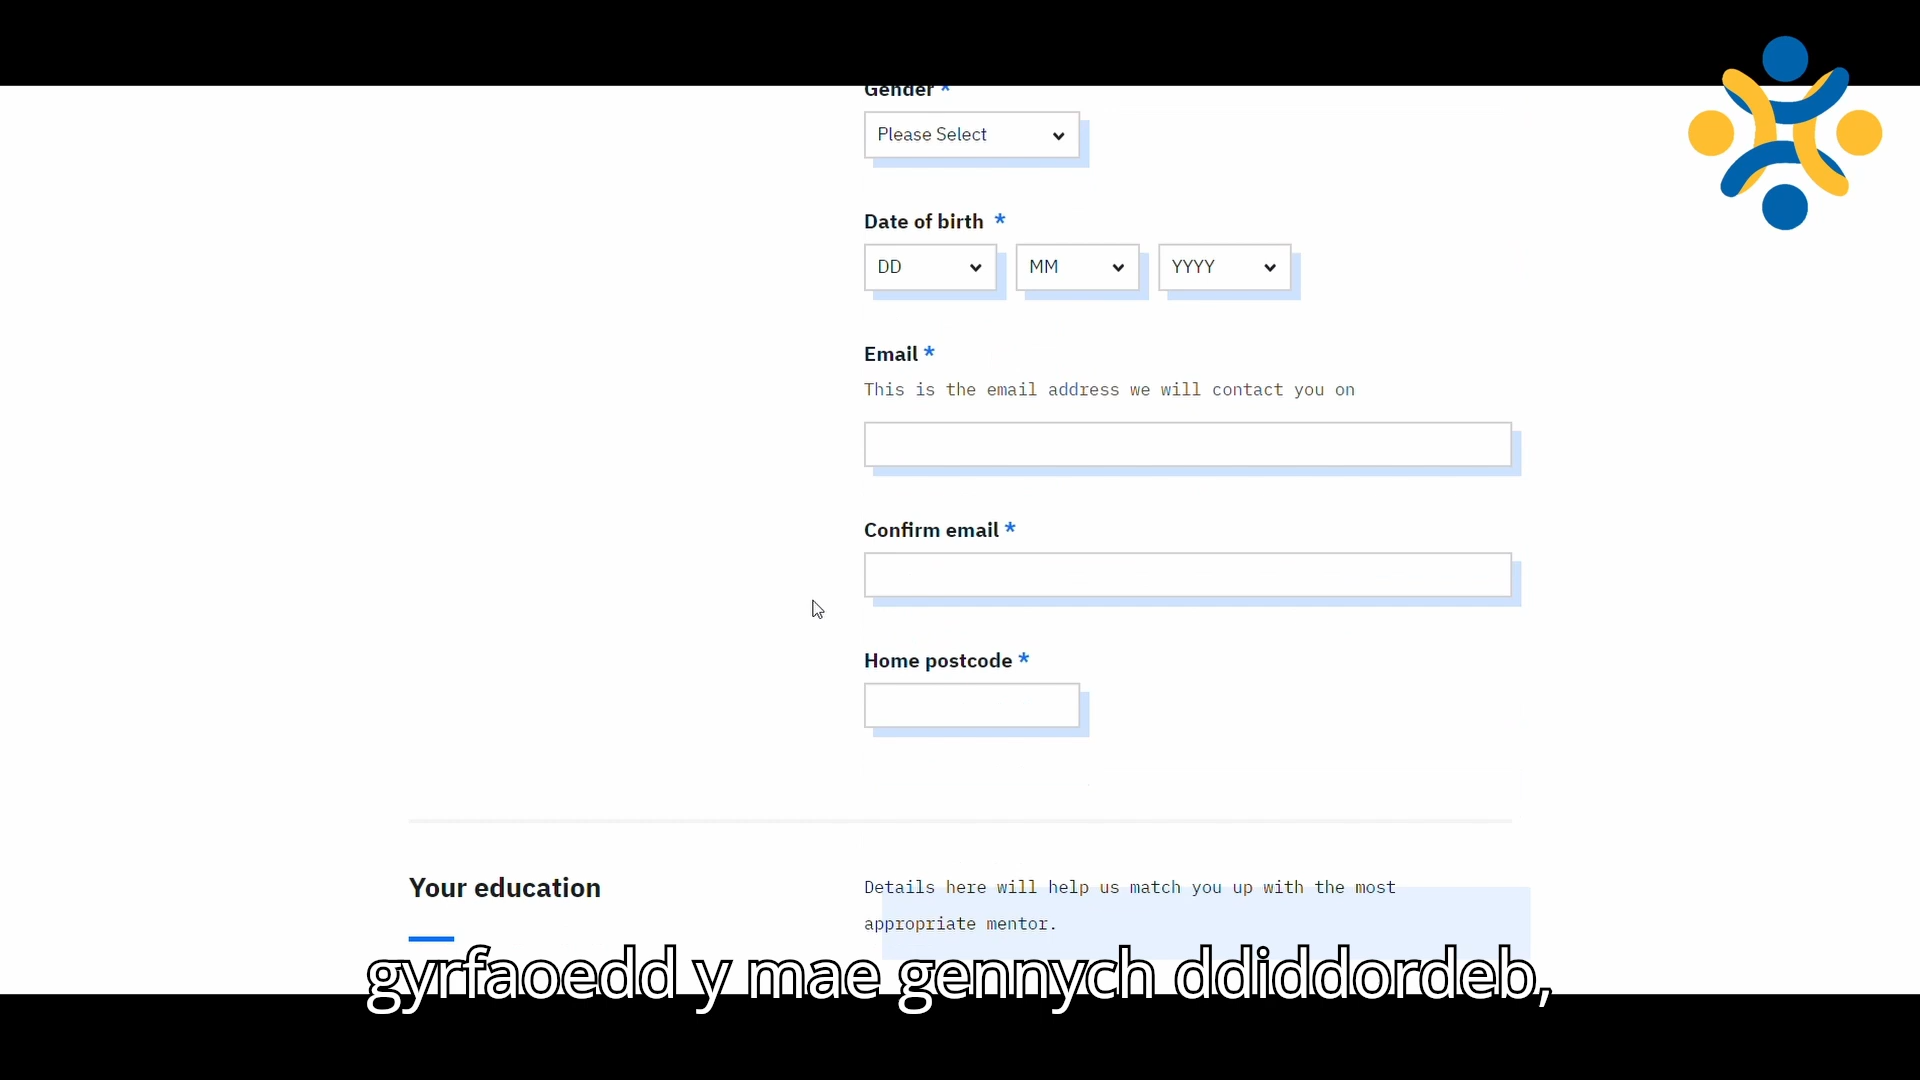 Gender *
Please Select
Date of birth *
DD MM YYYY
Email *
This is the email address we will contact you on
Confirm email *
Home postcode *
Your education
Details here will help us match you up with the most
appropriate mentor.
gyrfaoedd y mae gennych ddiddordeb,